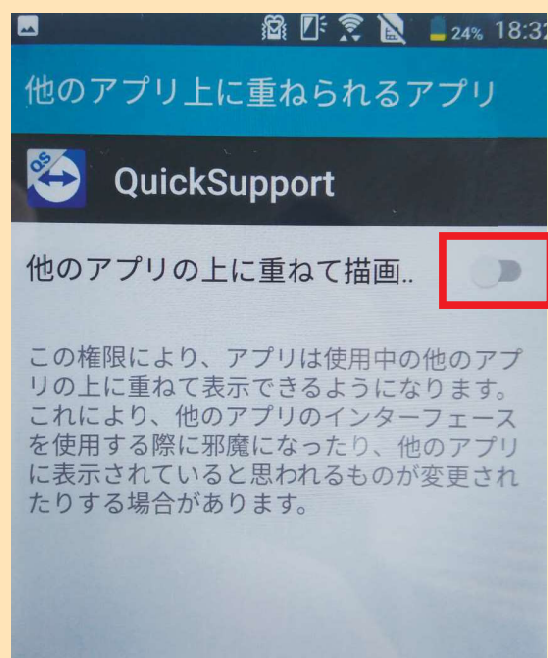 24% 18:32
他のアプリ上に重ねられるアプリ
QS
QuickSupport
他のアプリの上に重ねて描画..
この権限により、アプリは使用中の他のアプ
リの上に重ねて表示できるようになります。
これにより、他のアプリのインターフェース
を使用する際に邪魔になったり、他のアプリ
に表示されていると思われるものが変更され
たりする場合があります。